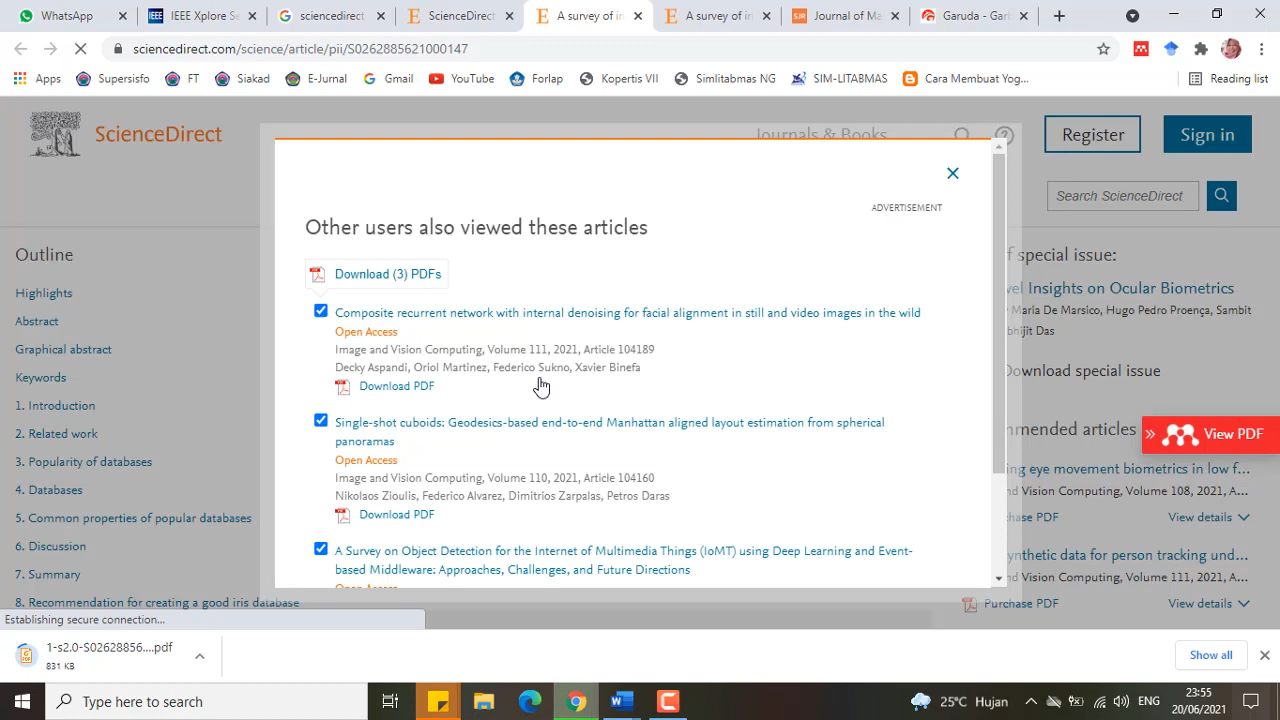 WhatsApp
IEEE Xplore Se
sciencedirect
ScienceDirect
A survey of in
A survey of in
Journal of Ma
Garuda - Garb
sciencedirect.com/science/article/pii/S0262885621000147
Apps
Supersisfo
FT
Siakad
E-Jurnal
Gmail
YouTube
Forlap
Kopertis VII
Simlitabmas NG
SIM-LITABMAS
Cara Membuat Yog...
Reading list
ScienceDirect
Journals & Books
Register
Sign in
Search ScienceDirect
ADVERTISEMENT
Other users also viewed these articles
Download (3) PDFs
Composite recurrent network with internal denoising for facial alignment in still and video images in the wild
Open Access
Image and Vision Computing, Volume 111, 2021, Article 104189
Decky Aspandi, Oriol Martinez, Federico Sukno, Xavier Binefa
Download PDF
Single-shot cuboids: Geodesics-based end-to-end Manhattan aligned layout estimation from spherical
panoramas
Open Access
Image and Vision Computing, Volume 110, 2021, Article 104160
Nikolaos Zioulis, Federico Alvarez, Dimitrios Zarpalas, Petros Daras
Download PDF
A Survey on Object Detection for the Internet of Multimedia Things (IoMT) using Deep Learning and Event-
based Middleware: Approaches, Challenges, and Future Directions
Open Access
Outline
Highlights
Abstract
Graphical abstract
Keywords
1. Introduction
2. Related work
3. Popularity of databases
4. Databases
5. Common properties of popular databases
6. Discussion
7. Summary
8. Recommendation for creating a good iris database
of special issue:
el Insights on Ocular Biometrics
Maria De Marsico, Hugo Pedro Proença, Sambit
bhijit Das
ownload special issue
mmended articles
View PDF
ng eye movement biometrics in low f...
nd Vision Computing, Volume 108, 2021, A...
hase PDF
View details
ynthetic data for person tracking und...
nd Vision Computing, Volume 111, 2021, A...
Purchase PDF
View details
Establishing secure connection...
1-s2.0-S02628856....pdf
831 KB
Show all
Type here to search
25°C Hujan
ENG
23:55
20/06/2021